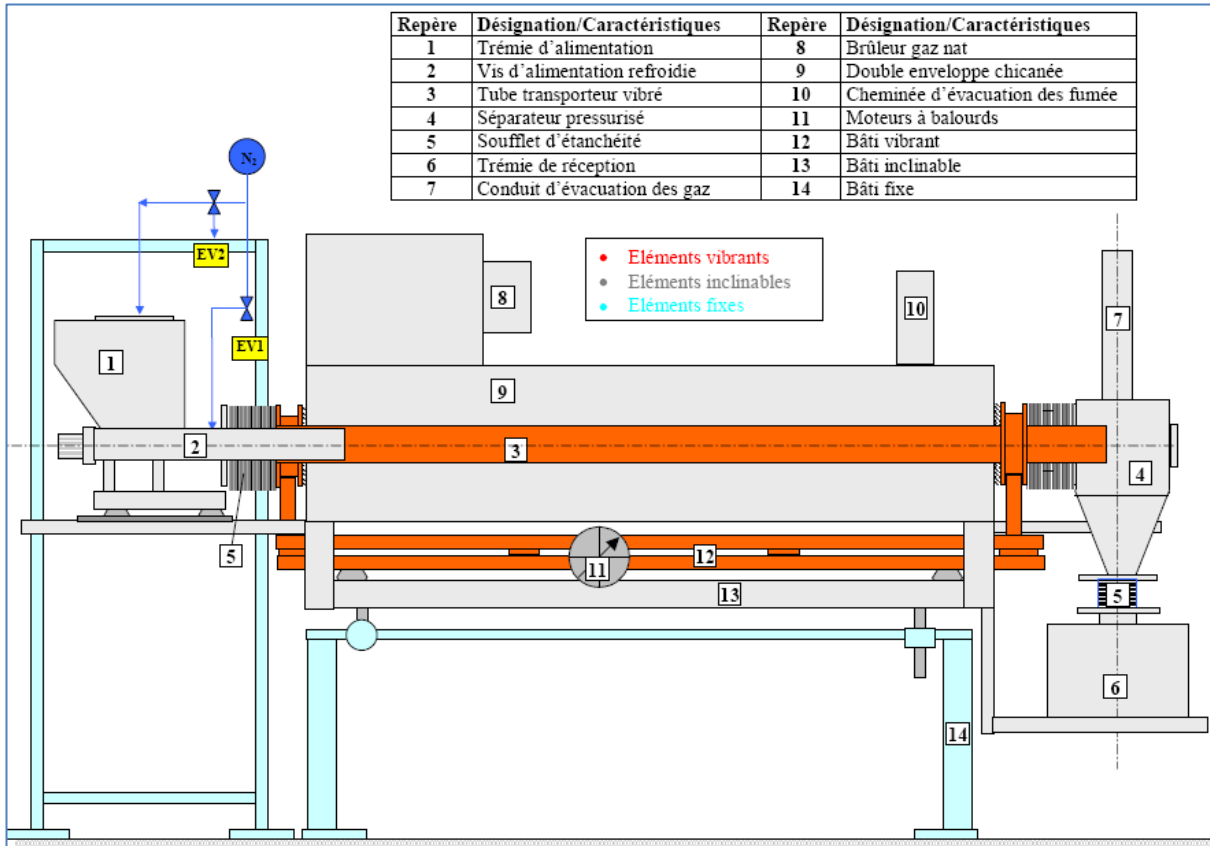 Repère Désignation/Caractéristiques Repère Désignation/Caractéristiques
1 Trémie d'alimentation 8 Brûleur gaz nat
2 Vis d'alimentation refroidie 9 Double enveloppe chicanée
3 Tube transporteur vibré 10 Cheminée d'évacuation des fumée
4 Séparateur pressurisé 11 Moteurs à balourds
5 Soufflet d'étanchéité 12 Bâti vibrant
6 Trémie de réception 13 Bâti inclinable
7 Conduit d'évacuation des gaz 14 Bâti fixe
N₂
EV2
• Eléments vibrants
• Eléments inclinables
• Eléments fixes
8
10
7
EV1
1
9
2
3
4
5
12
11
13
5
6
14